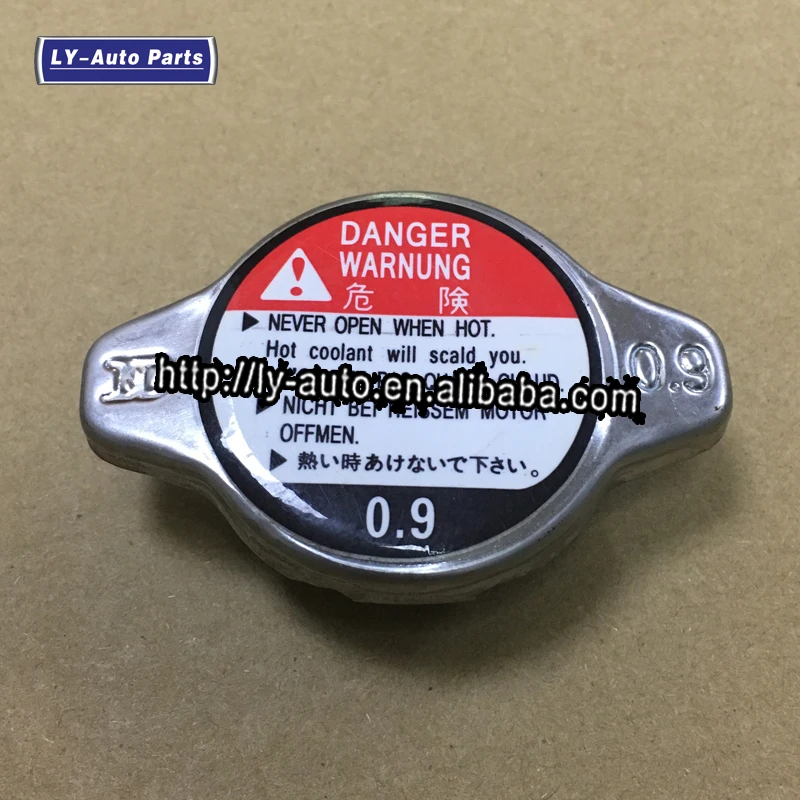 LY-Auto Parts
DANGER
WARNUNG
危 険
▶ NEVER OPEN WHEN HOT.
Hot coolant will scald you.
http://ly-auto.en.alibaba.com
0.9
▶ NICHT BEI HEISSEM MOTOR
OFFMEN.
▶ 熱い時あけないで下さい。
0.9